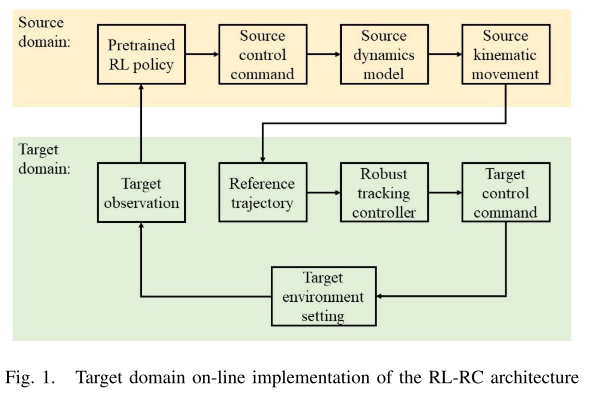 Source
domain:
Pretrained
RL policy
Source
control
command
Source
dynamics
model
Source
kinematic
movement
Target
domain:
Target
observation
Reference
trajectory
Robust
tracking
controller
Target
control
command
Target
environment
setting
Fig. 1. Target domain on-line implementation of the RL-RC architecture